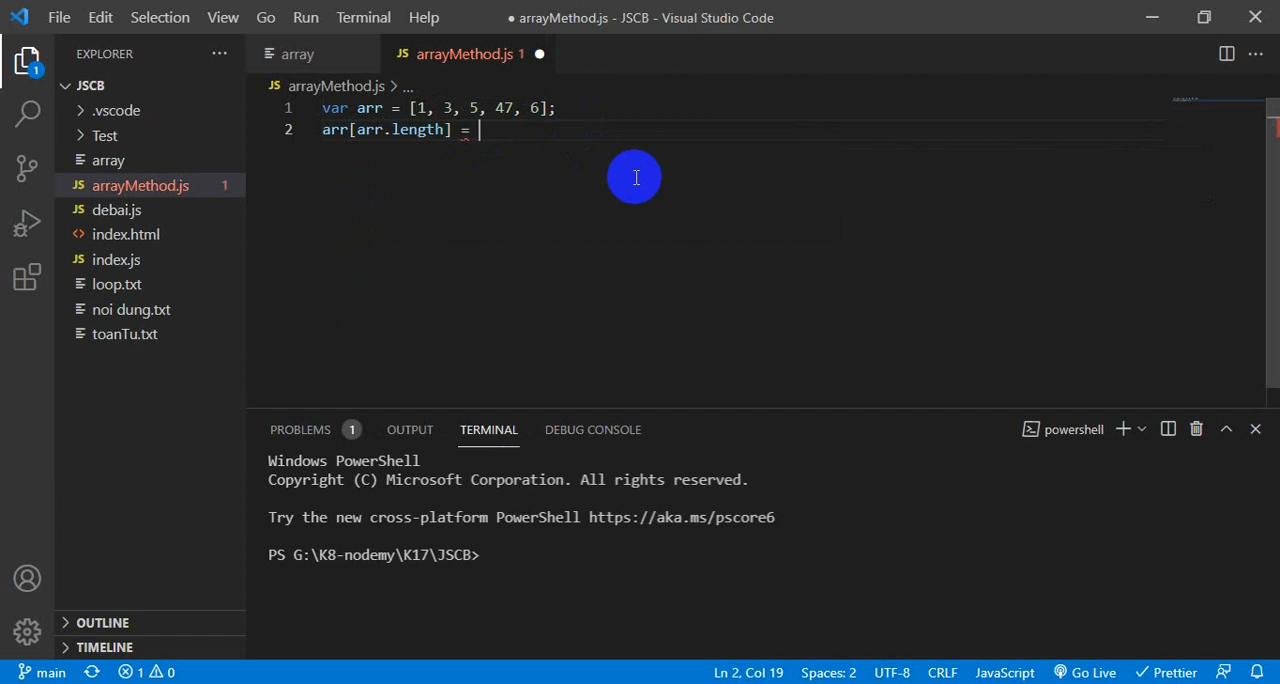 File Edit Selection View Go Run Terminal Help ● arrayMethod.js - JSCB - Visual Studio Code
EXPLORER ···
array
JS arrayMethod.js 1 ●
1
JSCB
.vscode
Test
array
JS arrayMethod.js 1
JS debai.js
<> index.html
JS index.js
loop.txt
noi dung.txt
toanTu.txt
OUTLINE
TIMELINE
JS arrayMethod.js > ...
1 var arr = [1, 3, 5, 47, 6];
2 arr[arr.length] =
PROBLEMS 1 OUTPUT TERMINAL DEBUG CONSOLE
powershell
Windows PowerShell
Copyright (C) Microsoft Corporation. All rights reserved.
Try the new cross-platform PowerShell https://aka.ms/pscore6
PS G:\K8-nodemy\K17\JSCB>
main 1 0 Ln 2, Col 19 Spaces: 2 UTF-8 CRLF JavaScript Go Live Prettier